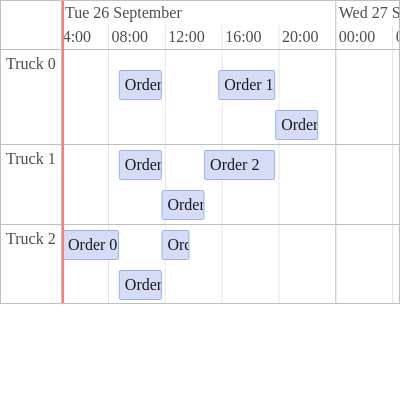 Tue 26 September Wed 27 S
4:00 08:00 12:00 16:00 20:00 00:00
Truck 0
Order Order 1
Order
Truck 1
Order Order 2
Order
Truck 2
Order 0 Orc
Order